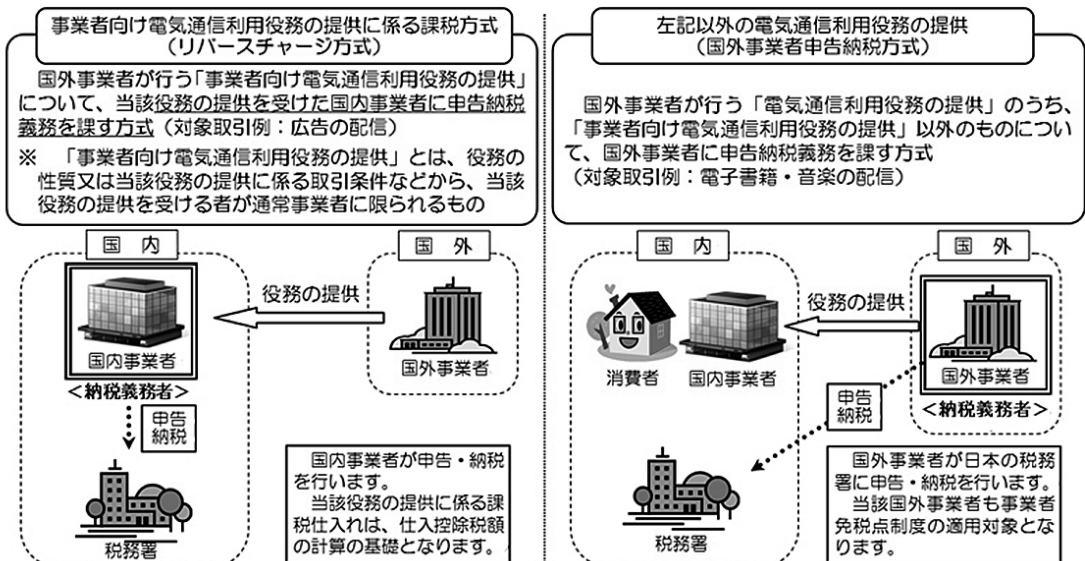 事業者向け電気通信利用役務の提供に係る課税方式
(リバースチャージ方式)
国外事業者が行う「事業者向け電気通信利用役務の提供」
について、当該役務の提供を受けた国内事業者に申告納税
義務を課す方式(対象取引例：広告の配信)
※ 「事業者向け電気通信利用役務の提供」とは、役務の
性質又は当該役務の提供に係る取引条件などから、当該
役務の提供を受ける者が通常事業者に限られるもの
国 内
国 外
役務の提供
国内事業者
国外事業者
<納税義務者>
申告
納税
税務署
国内事業者が申告・納税
を行います。
当該役務の提供に係る課
税仕入れは、仕入控除税額
の計算の基礎となります。
左記以外の電気通信利用役務の提供
(国外事業者申告納税方式)
国外事業者が行う「電気通信利用役務の提供」のうち、
「事業者向け電気通信利用役務の提供」以外のものについ
て、国外事業者に申告納税義務を課す方式
(対象取引例：電子書籍・音楽の配信)
国 内
国 外
役務の提供
消費者
国内事業者
国外事業者
<納税義務者>
申告
納税
税務署
国外事業者が日本の税務
署に申告・納税を行います。
当該国外事業者も事業者
免税点制度の適用対象とな
ります。